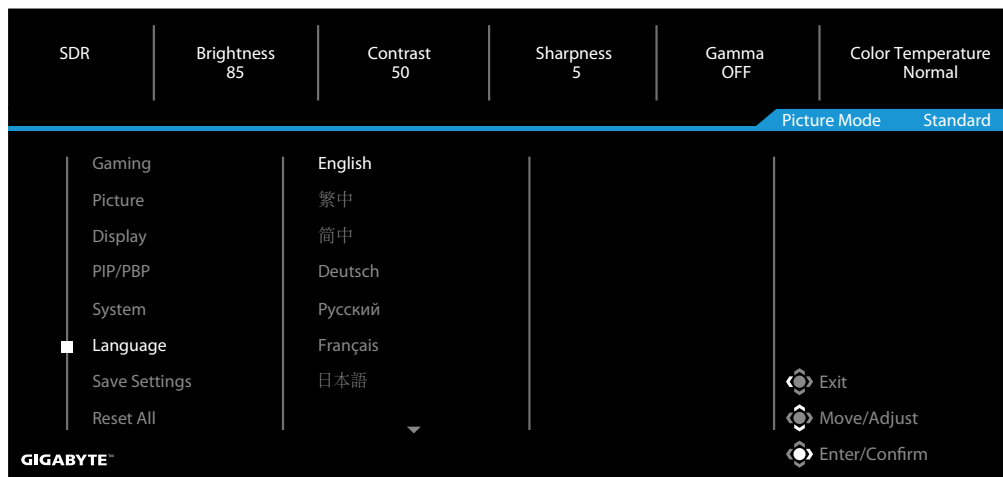 SDR
Brightness
85
Contrast
50
Sharpness
5
Gamma
OFF
Color Temperature
Normal
Picture Mode Standard
Gaming
Picture
Display
PIP/PBP
System
Language
Save Settings
Reset All
English
繁中
简中
Deutsch
Русский
Français
日本語
Exit
Move/Adjust
Enter/Confirm
GIGABYTE™